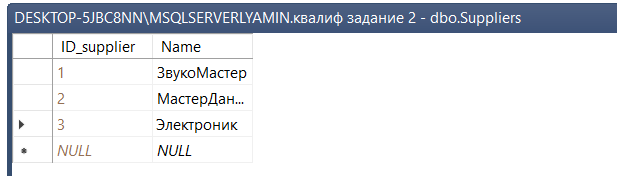 DESKTOP-5JBC8NN\MSQLSERVERLYAMIN.квалиф задание 2 - dbo.Suppliers
ID_supplier Name
1 ЗвукоМастер
2 МастерДан...
3 Электроник
NULL NULL